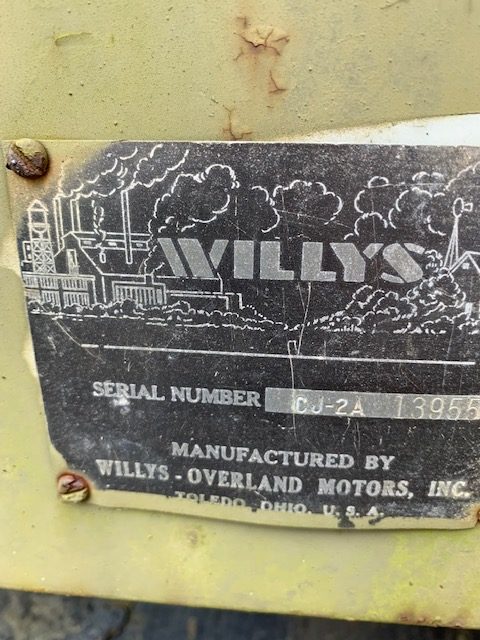 WILLYS
SERIAL NUMBER CJ-2A 13955
MANUFACTURED BY
WILLYS-OVERLAND MOTORS, INC.
TOLEDO, OHIO, U.S.A.